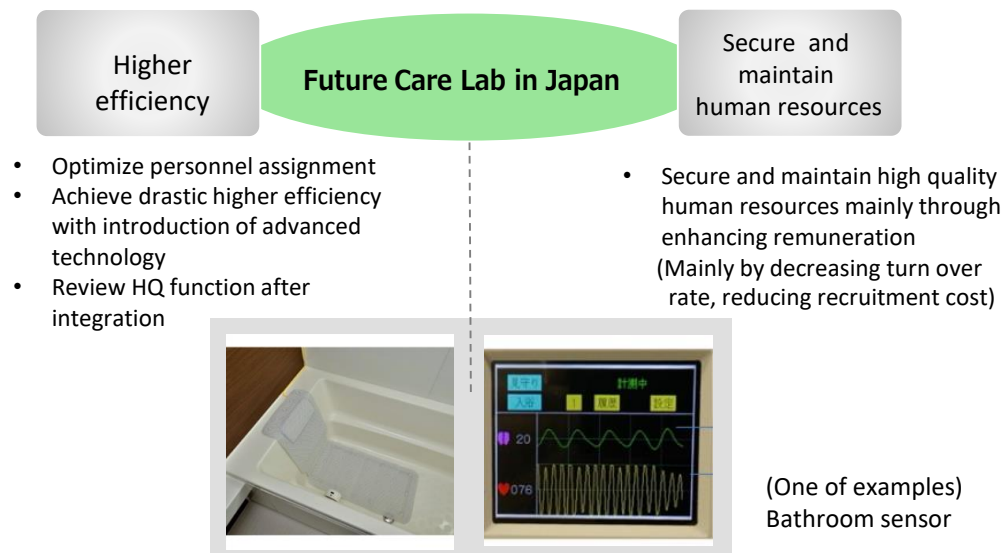 Higher
efficiency
Future Care Lab in Japan
Secure and
maintain
human resources
• Optimize personnel assignment
• Achieve drastic higher efficiency
with introduction of advanced
technology
• Review HQ function after
integration
• Secure and maintain high quality
human resources mainly through
enhancing remuneration
(Mainly by decreasing turn over
rate, reducing recruitment cost)
見守り
計測中
入浴
1
履歴
設定
20
076
(One of examples)
Bathroom sensor